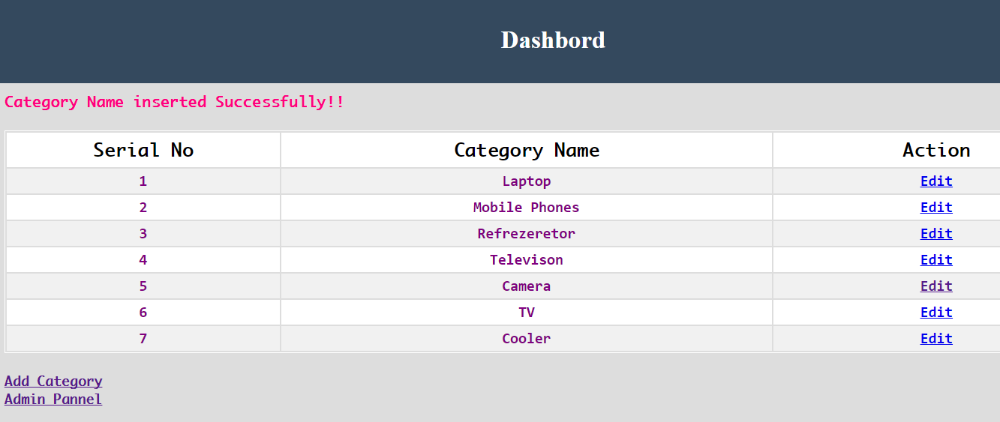 Dashbord
Category Name inserted Successfully!!
Serial No Category Name Action
1 Laptop Edit
2 Mobile Phones Edit
3 Refrezeretor Edit
4 Televison Edit
5 Camera Edit
6 TV Edit
7 Cooler Edit
Add Category
Admin Pannel